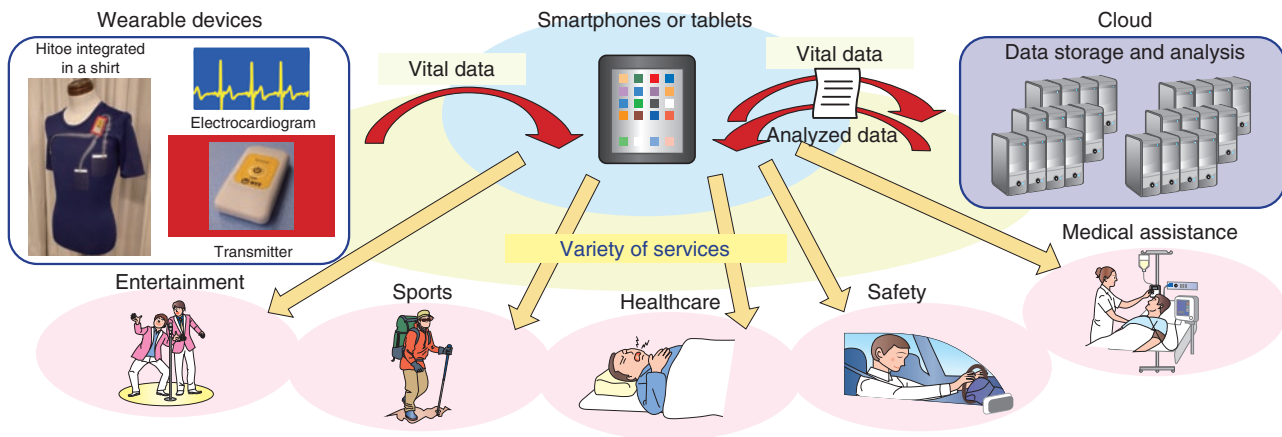 Wearable devices
Smartphones or tablets
Cloud
Hitoe integrated
in a shirt
Electrocardiogram
Transmitter
Vital data
Vital data
Analyzed data
Data storage and analysis
Variety of services
Entertainment
Sports
Healthcare
Safety
Medical assistance